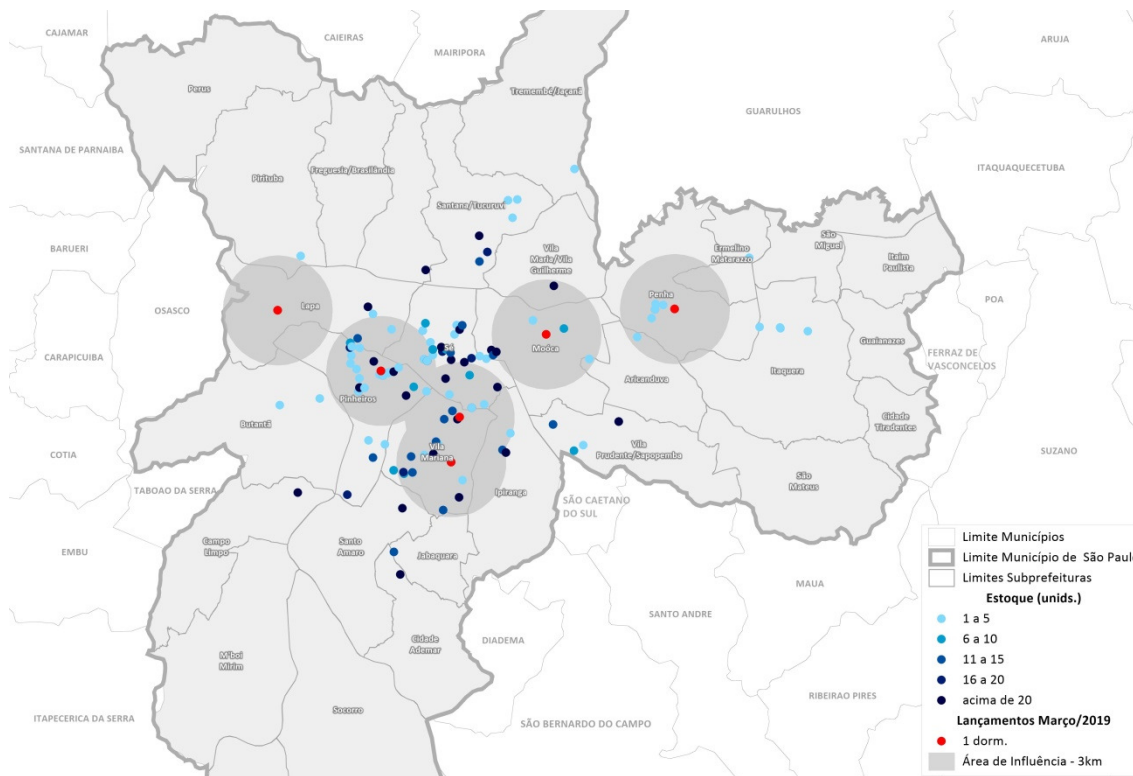 CAJAMAR
CAIEIRAS
MAIRIPORA
ARUJA
Perus
Tremembé/Jaçanã
GUARULHOS
SANTANA DE PARNAIBA
Pirituba
Freguesia/Brasilândia
ITAQUAQUECETUBA
Santana/Tucuruvi
BARUERI
Vila
Maria/Vila
Guilherme
Ermelino
Matarazzo
São
Miguel
Itaim
Paulista
OSASCO
Lapa
Penha
POA
CARAPICUIBA
Sé
Moóca
Guaianazes
FERRAZ DE
VASCONCELOS
Aricanduva
Itaquera
Pinheiros
Butantã
Cidade
Tiradentes
COTIA
Vila
Mariana
Vila
Prudente/Sapopemba
SUZANO
TABOAO DA SERRA
São
Mateus
Ipiranga
SÃO CAETANO
DO SUL
EMBU
Campo
Limpo
Santo
Amaro
Jabaquara
MAUA
SANTO ANDRE
DIADEMA
Cidade
Ademar
M'boi
Mirim
Socorro
RIBEIRAO PIRES
ITAPECERICA DA SERRA
SÃO BERNARDO DO CAMPO
Limite Municípios
Limite Município de São Paulo
Limites Subprefeituras
Estoque (unids.)
1 a 5
6 a 10
11 a 15
16 a 20
acima de 20
Lançamentos Março/2019
1 dorm.
Área de Influência - 3km